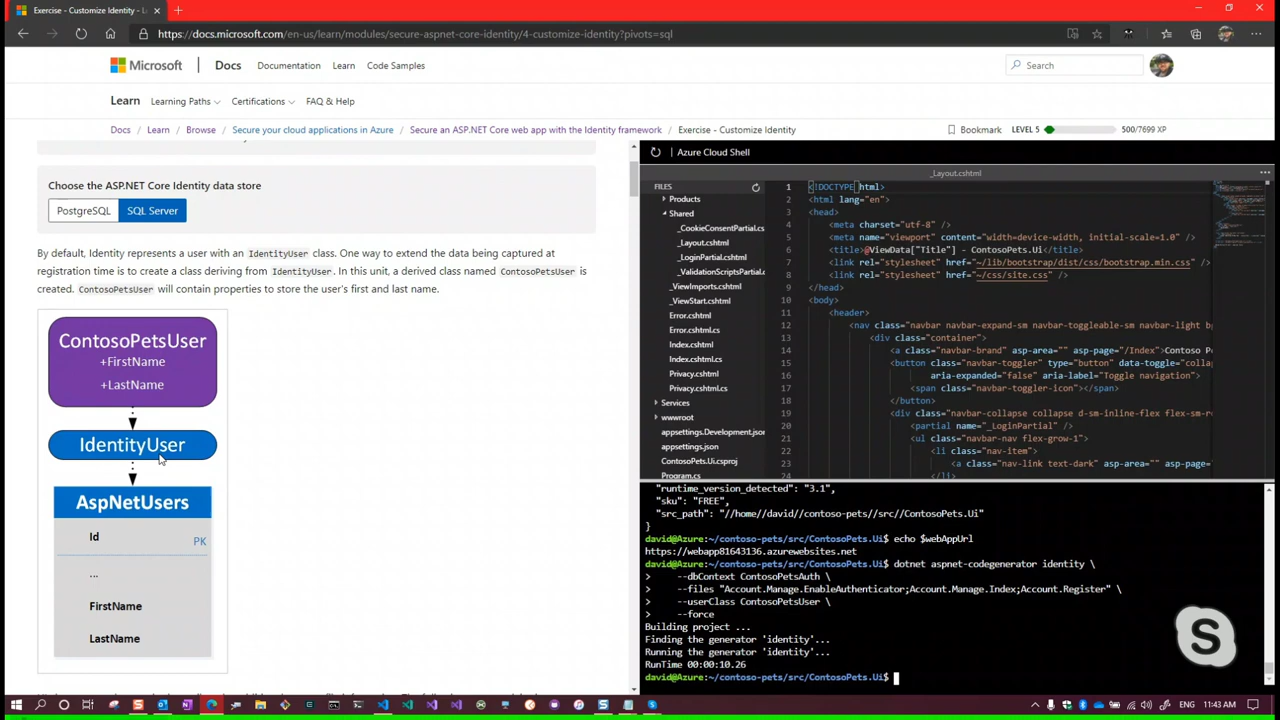 Exercise - Customize Identity -
https://docs.microsoft.com/en-us/learn/modules/secure-aspnet-core-identity/4-customize-identity?pivots=sql
Microsoft
Docs
Documentation
Learn
Code Samples
Search
Learn
Learning Paths
Certifications
FAQ & Help
Docs / Learn / Browse / Secure your cloud applications in Azure / Secure an ASP.NET Core web app with the Identity framework / Exercise - Customize Identity
Bookmark
LEVEL 5
500/7699 XP
Choose the ASP.NET Core Identity data store
PostgreSQL
SQL Server
By default, Identity represents a user with an IdentityUser class. One way to extend the data being captured at
registration time is to create a class deriving from IdentityUser. In this unit, a derived class named ContosoPetsUser is
created. ContosoPetsUser will contain properties to store the user's first and last name.
ContosoPetsUser
+FirstName
+LastName
IdentityUser
AspNetUsers
Id
PK
...
FirstName
LastName
Azure Cloud Shell
_Layout.cshtml
FILES
Products
Shared
_CookieConsentPartial.cs
_Layout.cshtml
_LoginPartial.cshtml
_ValidationScriptsPartial.c
_ViewImports.cshtml
_ViewStart.cshtml
Error.cshtml
Error.cshtml.cs
Index.cshtml
Index.cshtml.cs
Privacy.cshtml
Privacy.cshtml.cs
Services
wwwroot
appsettings.Development.json
appsettings.json
ContosoPets.Ui.csproj
Program.cs
1 <!DOCTYPE html>
2 <html lang="en">
3 <head>
4 <meta charset="utf-8" />
5 <meta name="viewport" content="width=device-width, initial-scale=1.0" />
6 <title>@ViewData["Title"] - ContosoPets.Ui</title>
7 <link rel="stylesheet" href="~/lib/bootstrap/dist/css/bootstrap.min.css" />
8 <link rel="stylesheet" href="~/css/site.css" />
9 </head>
10 <body>
11 <header>
12 <nav class="navbar navbar-expand-sm navbar-toggleable-sm navbar-light b
13 <div class="container">
14 <a class="navbar-brand" asp-area="" asp-page="/Index">Contoso P
15 <button class="navbar-toggler" type="button" data-toggle="colla
16 aria-expanded="false" aria-label="Toggle navigation">
17 <span class="navbar-toggler-icon"></span>
18 </button>
19 <div class="navbar-collapse collapse d-sm-inline-flex flex-sm-r
20 <partial name="_LoginPartial" />
21 <ul class="navbar-nav flex-grow-1">
22 <li class="nav-item">
23 <a class="nav-link text-dark" asp-area="" asp-page=
"runtime_version_detected": "3.1",
"sku": "FREE",
"src_path": "//home//david//contoso-pets//src//ContosoPets.Ui"
}
david@Azure:~/contoso-pets/src/ContosoPets.Ui$ echo $webAppUrl
https://webapp81643136.azurewebsites.net
david@Azure:~/contoso-pets/src/ContosoPets.Ui$ dotnet aspnet-codegenerator identity \
> --dbContext ContosoPetsAuth \
> --files "Account.Manage.EnableAuthenticator;Account.Manage.Index;Account.Register" \
> --userClass ContosoPetsUser \
> --force
Building project ...
Finding the generator 'identity'...
Running the generator 'identity'...
RunTime 00:00:10.26
david@Azure:~/contoso-pets/src/ContosoPets.Ui$
ENG
11:43 AM